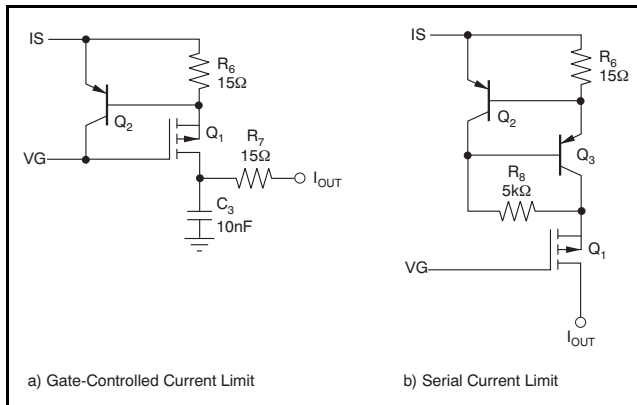 IS
R6
15Ω
Q2
Q1
VG
R7
15Ω
IOUT
C3
10nF
a) Gate-Controlled Current Limit
IS
R6
15Ω
Q2
Q3
R8
5kΩ
Q1
VG
IOUT
b) Serial Current Limit